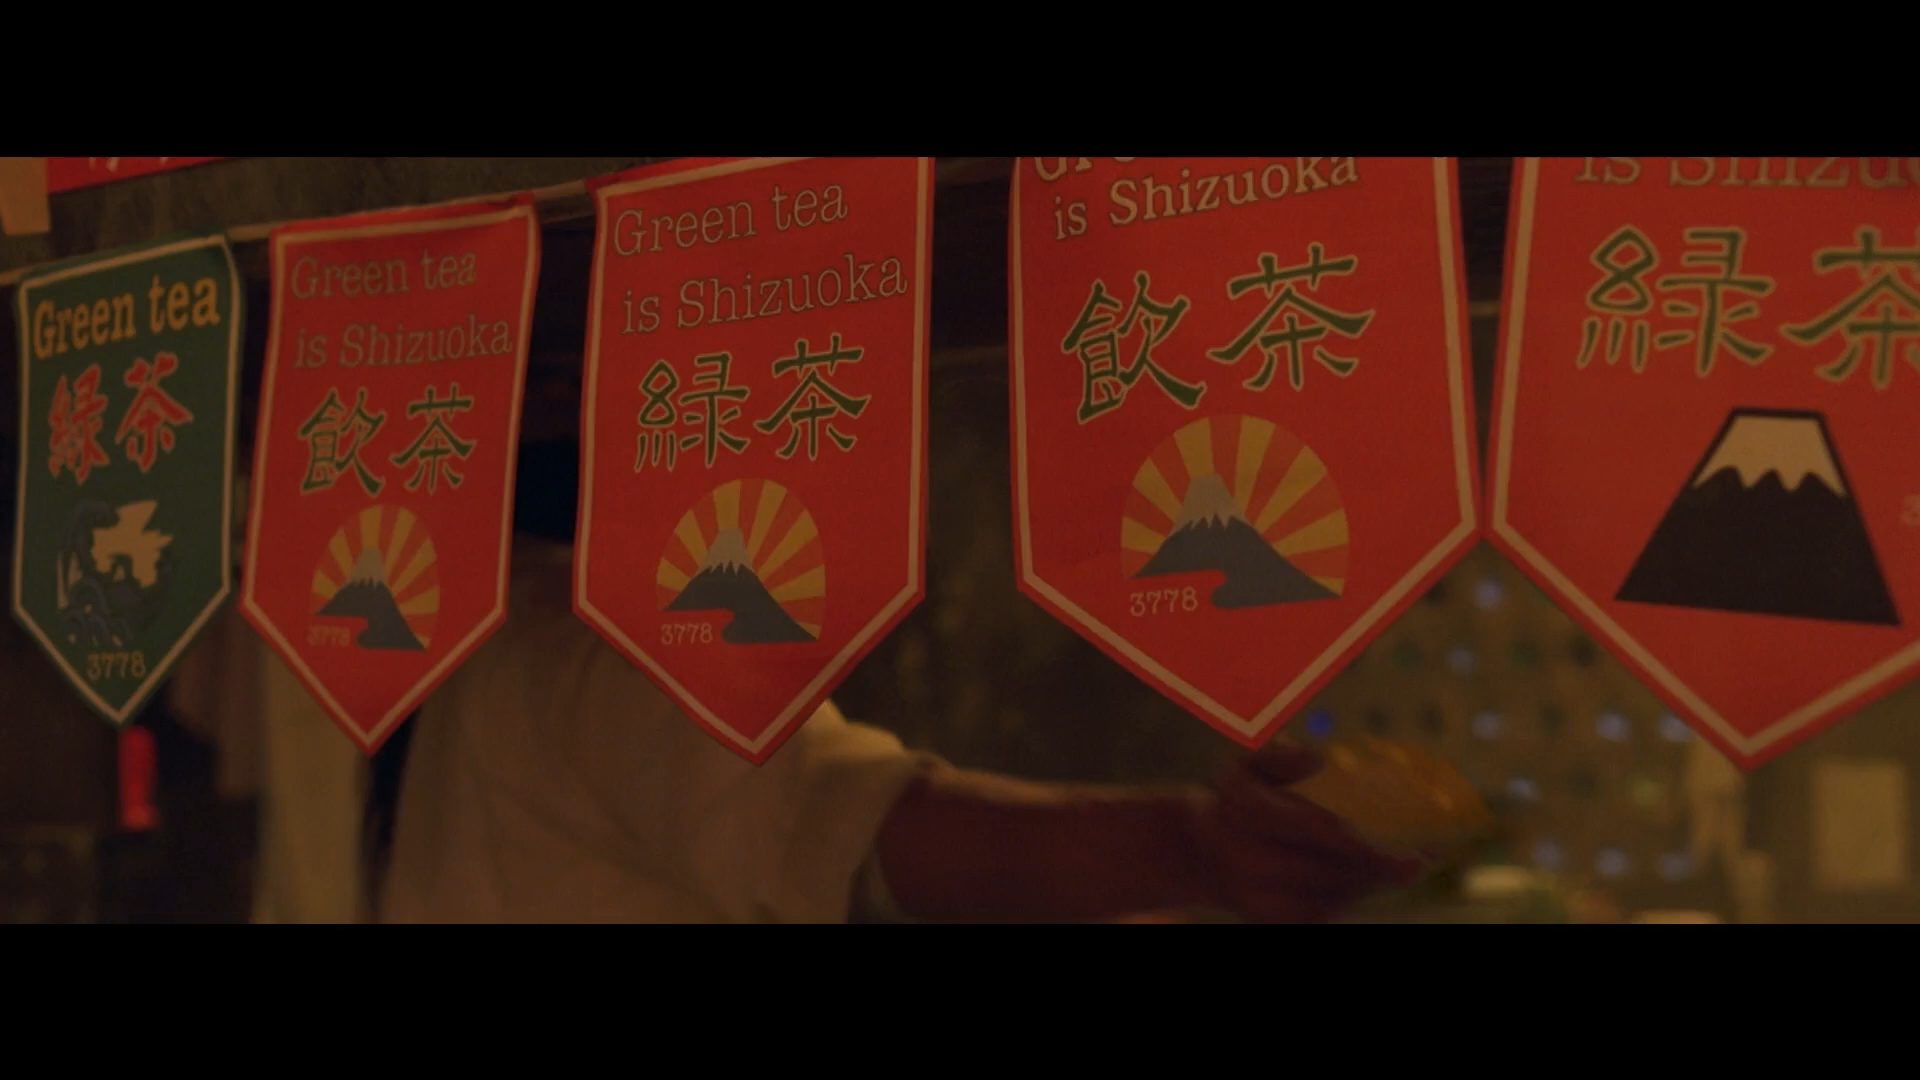 Green tea
緑茶
3778
Green tea
is Shizuoka
飲茶
3778
Green tea
is Shizuoka
緑茶
3778
is Shizuoka
飲茶
3778
is
緑茶